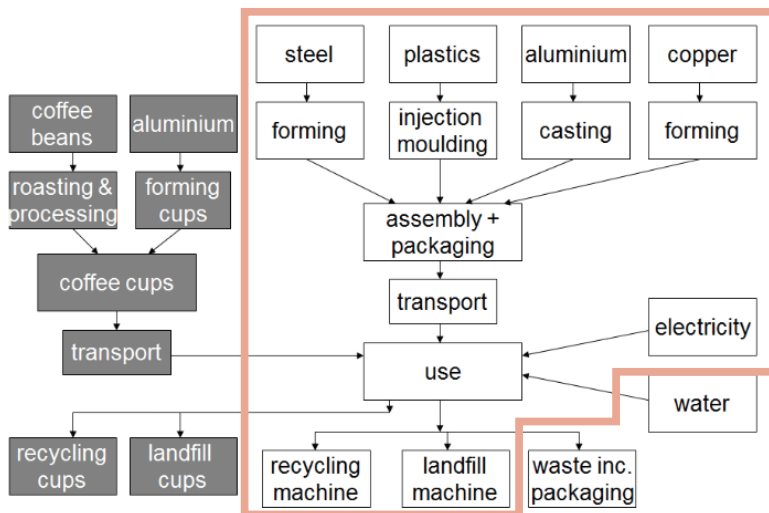 steel
plastics
aluminium
copper
coffee
beans
aluminium
forming
injection
moulding
casting
forming
roasting &
processing
forming
cups
assembly +
packaging
coffee cups
transport
electricity
transport
use
water
recycling
cups
landfill
cups
recycling
machine
landfill
machine
waste inc.
packaging